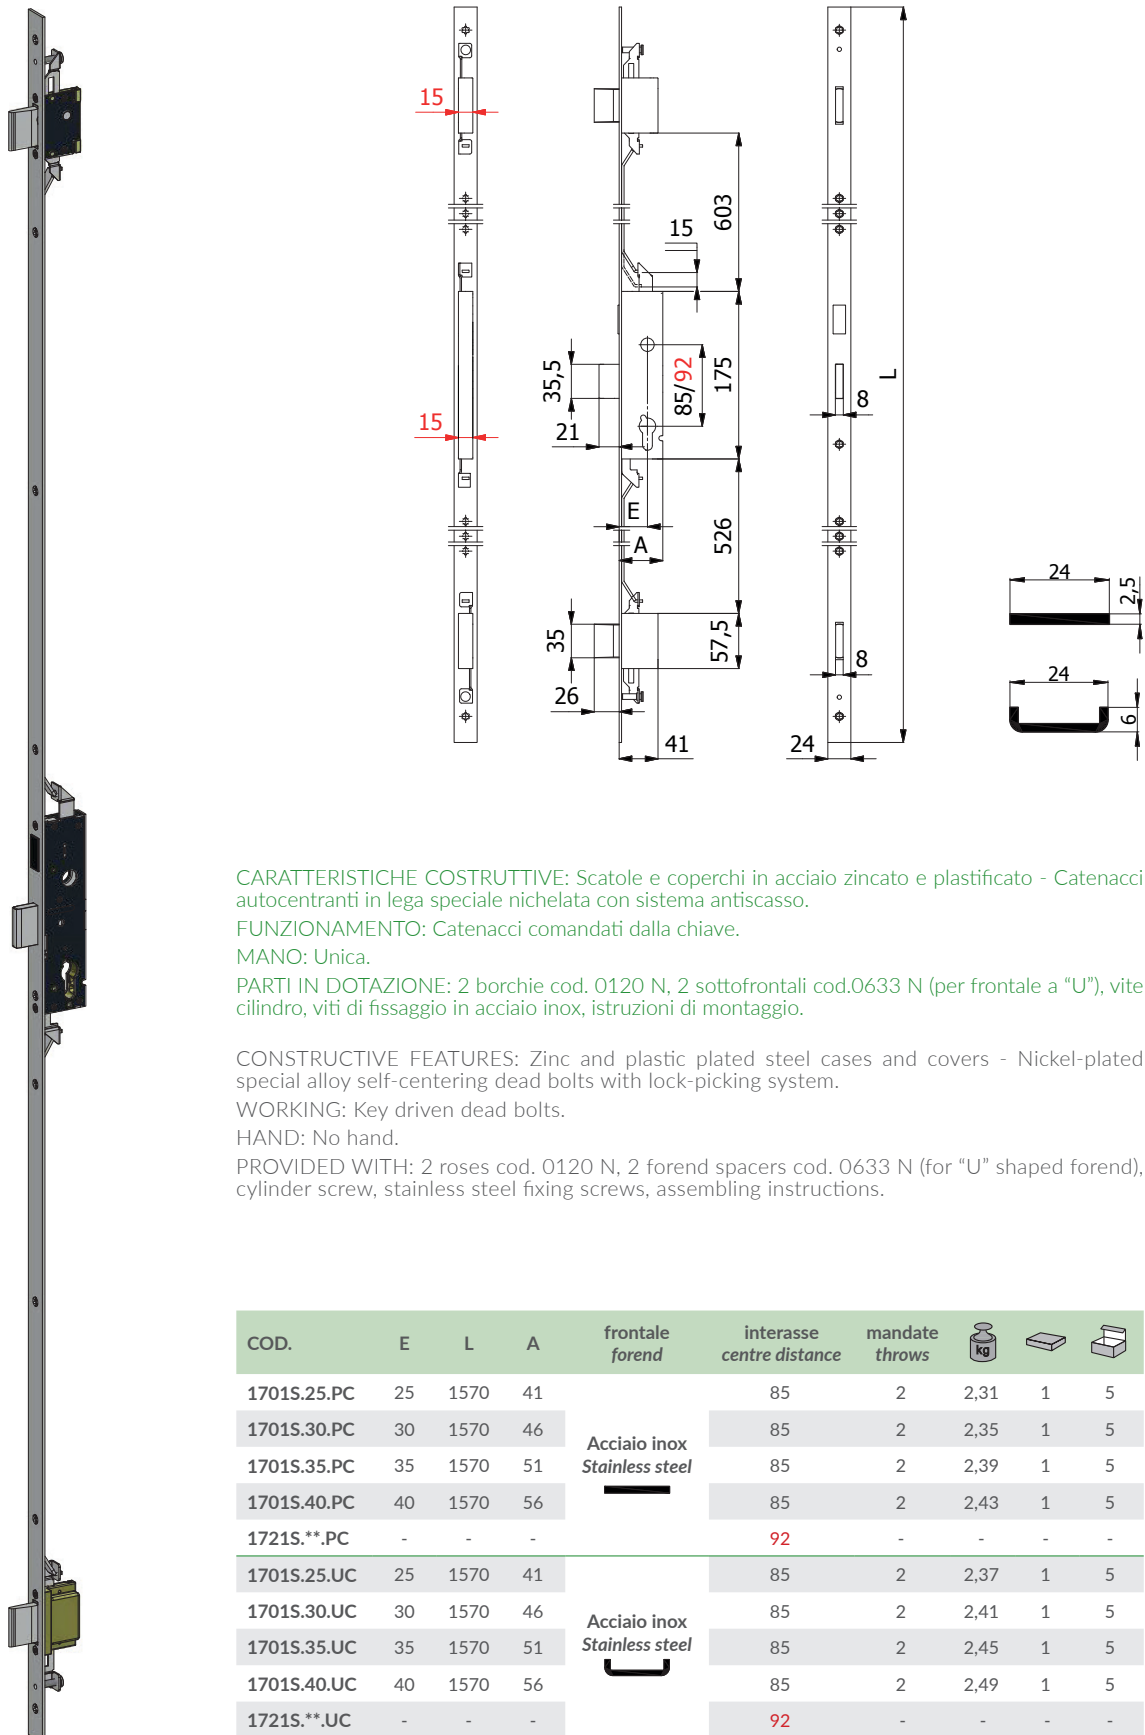 15
603
15
35,5
85/92
175
L
8
15
21
E
526
A
24
2,5
35
57,5
8
24
26
6
41
24
CARATTERISTICHE COSTRUTTIVE: Scatole e coperchi in acciaio zincato e plastificato - Catenacci
autocentranti in lega speciale nichelata con sistema antiscasso.
FUNZIONAMENTO: Catenacci comandati dalla chiave.
MANO: Unica.
PARTI IN DOTAZIONE: 2 borchie cod. 0120 N, 2 sottofrontali cod.0633 N (per frontale a “U”), vite
cilindro, viti di fissaggio in acciaio inox, istruzioni di montaggio.
CONSTRUCTIVE FEATURES: Zinc and plastic plated steel cases and covers - Nickel-plated
special alloy self-centering dead bolts with lock-picking system.
WORKING: Key driven dead bolts.
HAND: No hand.
PROVIDED WITH: 2 roses cod. 0120 N, 2 forend spacers cod. 0633 N (for “U” shaped forend),
cylinder screw, stainless steel fixing screws, assembling instructions.
COD. E L A frontale forend interasse centre distance mandate throws kg
1701S.25.PC 25 1570 41 85 2 2,31 1 5
1701S.30.PC 30 1570 46 85 2 2,35 1 5
Acciaio inox
Stainless steel
1701S.35.PC 35 1570 51 85 2 2,39 1 5
1701S.40.PC 40 1570 56 85 2 2,43 1 5
1721S.**.PC - - - 92 - - - -
1701S.25.UC 25 1570 41 85 2 2,37 1 5
1701S.30.UC 30 1570 46 85 2 2,41 1 5
Acciaio inox
Stainless steel
1701S.35.UC 35 1570 51 85 2 2,45 1 5
1701S.40.UC 40 1570 56 85 2 2,49 1 5
1721S.**.UC - - - 92 - - - -